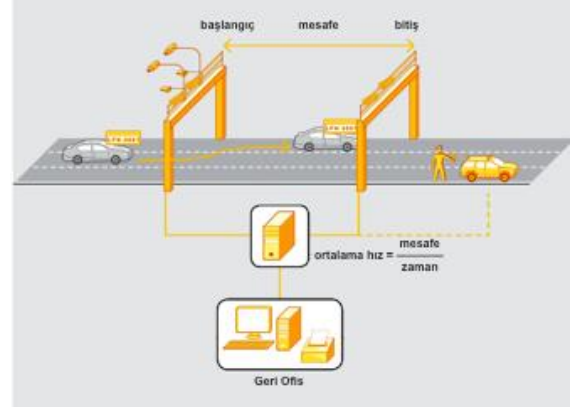 başlangıç mesafe bitiş
ortalama hız = mesafe
zaman
Geri Ofis